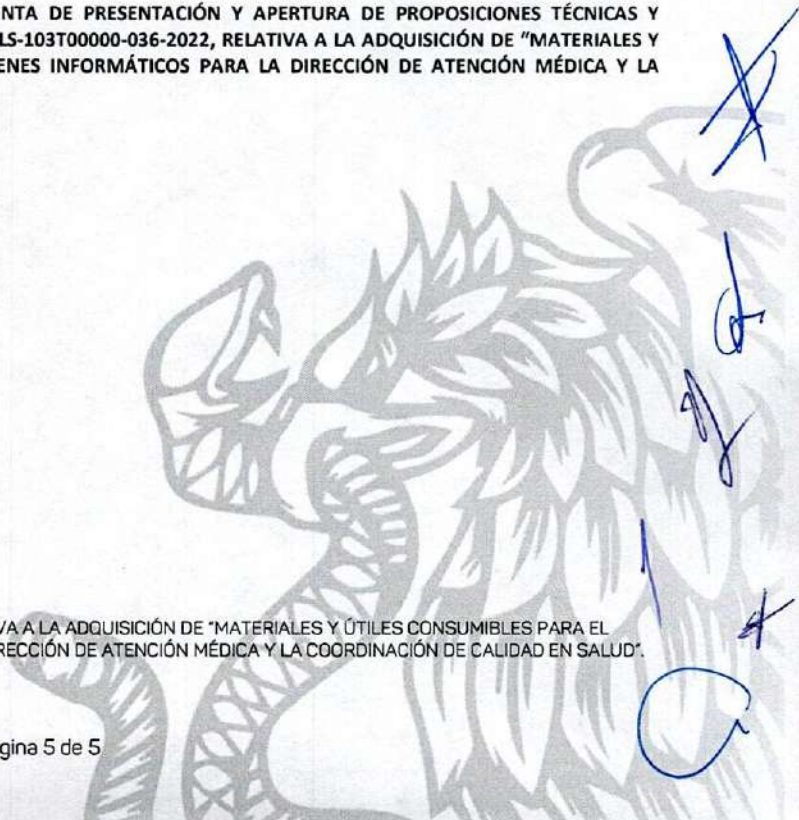 NTA DE PRESENTACIÓN Y APERTURA DE PROPOSICIONES TÉCNICAS Y
LS-103T00000-036-2022, RELATIVA A LA ADQUISICIÓN DE "MATERIALES Y
ENES INFORMÁTICOS PARA LA DIRECCIÓN DE ATENCIÓN MÉDICA Y LA
VA A LA ADQUISICIÓN DE "MATERIALES Y ÚTILES CONSUMIBLES PARA EL
RECCIÓN DE ATENCIÓN MÉDICA Y LA COORDINACIÓN DE CALIDAD EN SALUD".
gina 5 de 5